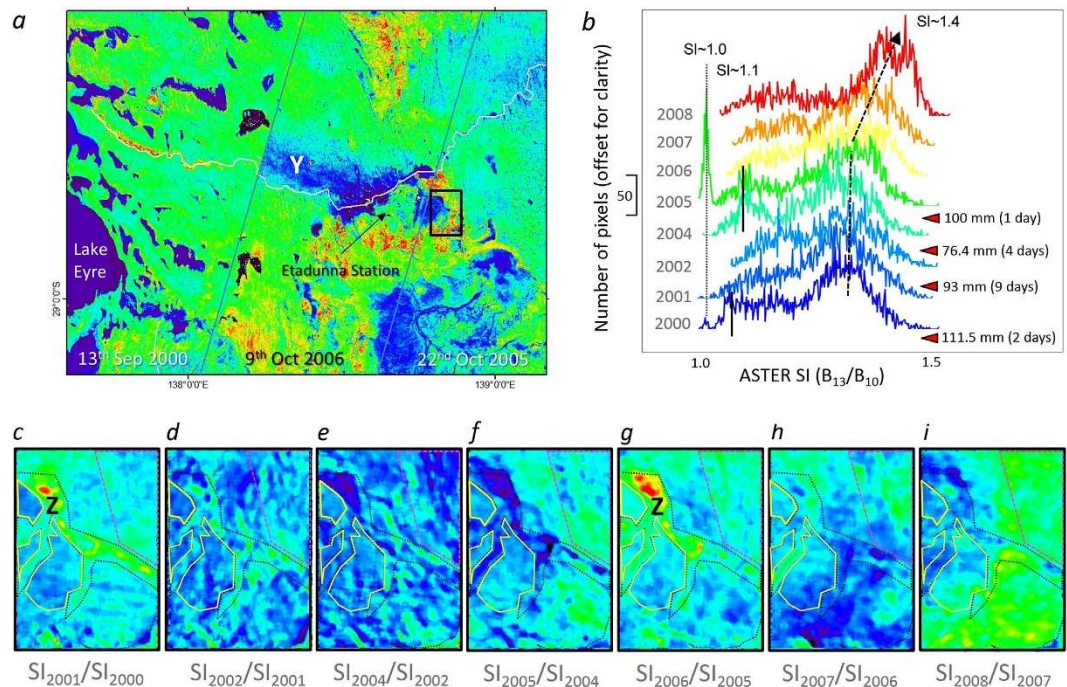 a
Y
Lake
Eyre
Etadunna Station
29°0'0"S
13th Sep 2000
9th Oct 2006
22nd Oct 2005
138°0'0"E
139°0'0"E
b
Number of pixels (offset for clarity)
50
SI~1.0
SI~1.1
SI~1.4
2008
2007
2006
2005
2004
2002
2001
2000
100 mm (1 day)
76.4 mm (4 days)
93 mm (9 days)
111.5 mm (2 days)
1.0
1.5
ASTER SI (B13/B10)
c
d
e
f
g
h
i
Z
Z
SI2001/SI2000
SI2002/SI2001
SI2004/SI2002
SI2005/SI2004
SI2006/SI2005
SI2007/SI2006
SI2008/SI2007